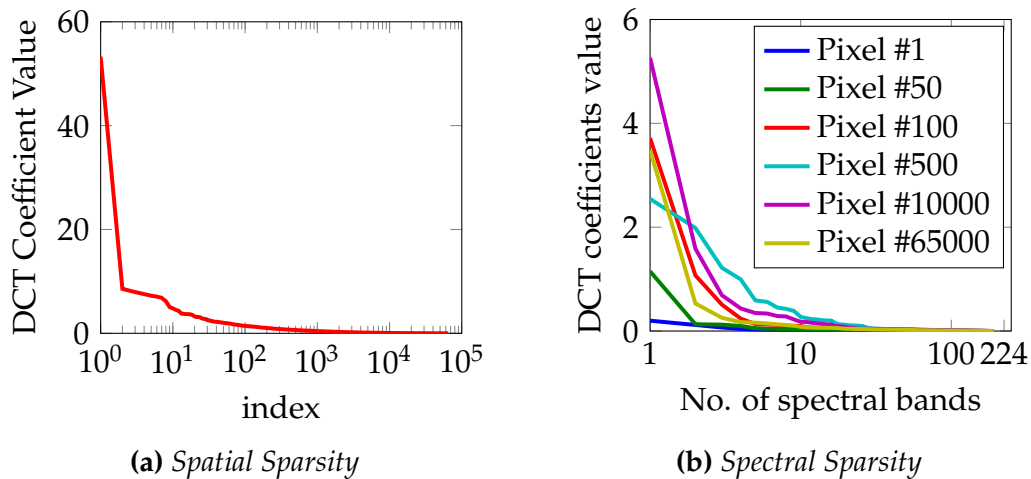 DCT Coefficient Value
60
40
20
0
10^0 10^1 10^2 10^3 10^4 10^5
index
(a) Spatial Sparsity
DCT coefficients value
6
4
2
0
1 10 100 224
No. of spectral bands
Pixel #1
Pixel #50
Pixel #100
Pixel #500
Pixel #10000
Pixel #65000
(b) Spectral Sparsity